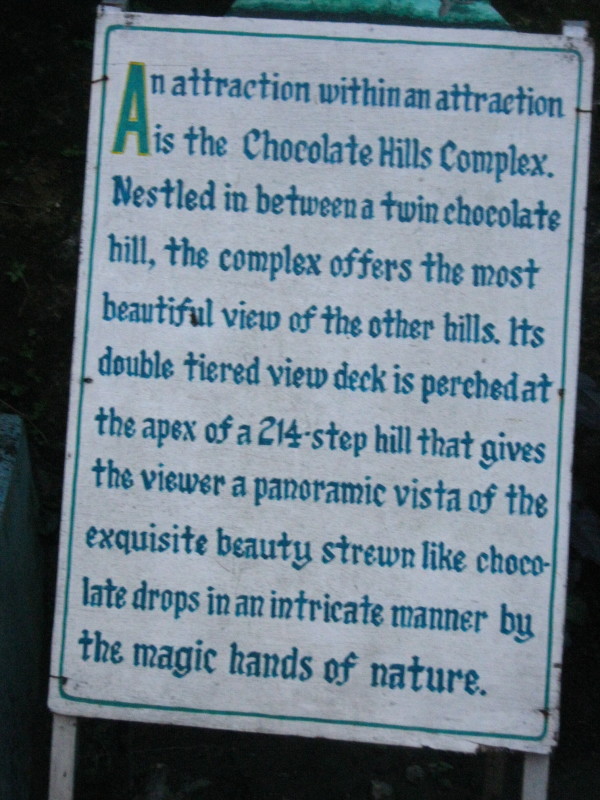 An attraction within an attraction
is the Chocolate Hills Complex.
Nestled in between a twin chocolate
hill, the complex offers the most
beautiful view of the other hills. Its
double tiered view deck is perched at
the apex of a 214-step hill that gives
the viewer a panoramic vista of the
exquisite beauty strewn like choco-
late drops in an intricate manner by
the magic hands of nature.